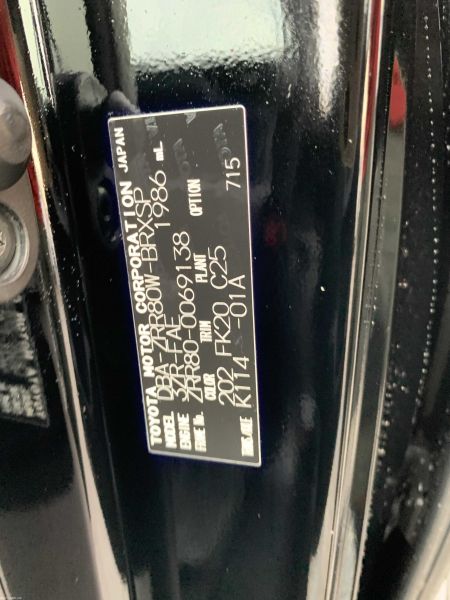 TOYOTA MOTOR CORPORATION JAPAN
MODEL DBA-ZRR80W-BRXSP
ENGINE 3ZR-FAE 1986 mL
FRAME No. ZRR80-0069138
COLOR TRIM PLANT OPTION
202 FK20 C25 715
TRANS./AXLE K114 -01A